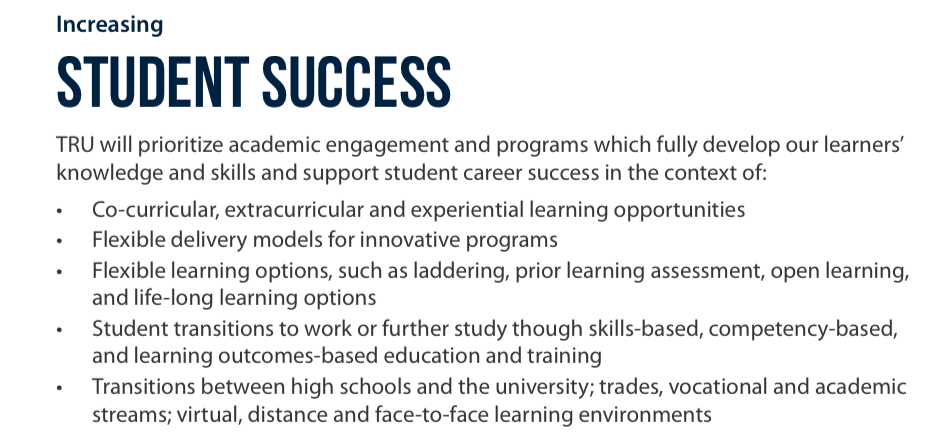 Increasing
STUDENT SUCCESS
TRU will prioritize academic engagement and programs which fully develop our learners’
knowledge and skills and support student career success in the context of:
• Co-curricular, extracurricular and experiential learning opportunities
• Flexible delivery models for innovative programs
• Flexible learning options, such as laddering, prior learning assessment, open learning,
and life-long learning options
• Student transitions to work or further study though skills-based, competency-based,
and learning outcomes-based education and training
• Transitions between high schools and the university; trades, vocational and academic
streams; virtual, distance and face-to-face learning environments